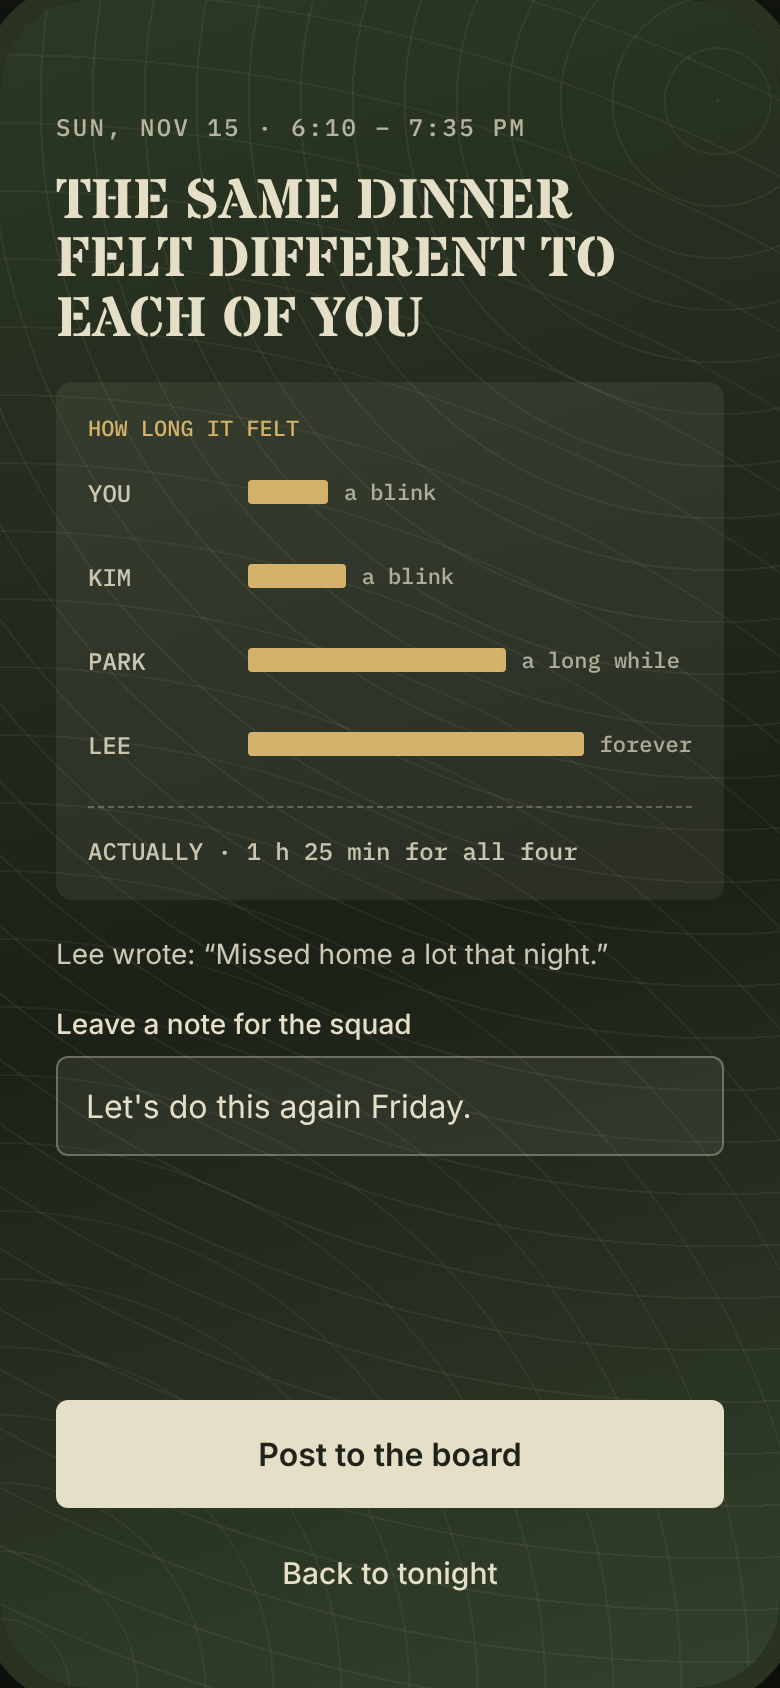 SUN, NOV 15 · 6:10 – 7:35 PM
THE SAME DINNER
FELT DIFFERENT TO
EACH OF YOU
HOW LONG IT FELT
YOU a blink
KIM a blink
PARK a long while
LEE forever
ACTUALLY · 1 h 25 min for all four
Lee wrote: “Missed home a lot that night.”
Leave a note for the squad
Let's do this again Friday.
Post to the board
Back to tonight